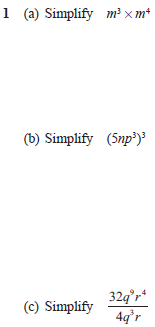 1 (a) Simplify m³ × m⁴
(b) Simplify (5np³)³
(c) Simplify 32q⁹r⁴ / 4q³r